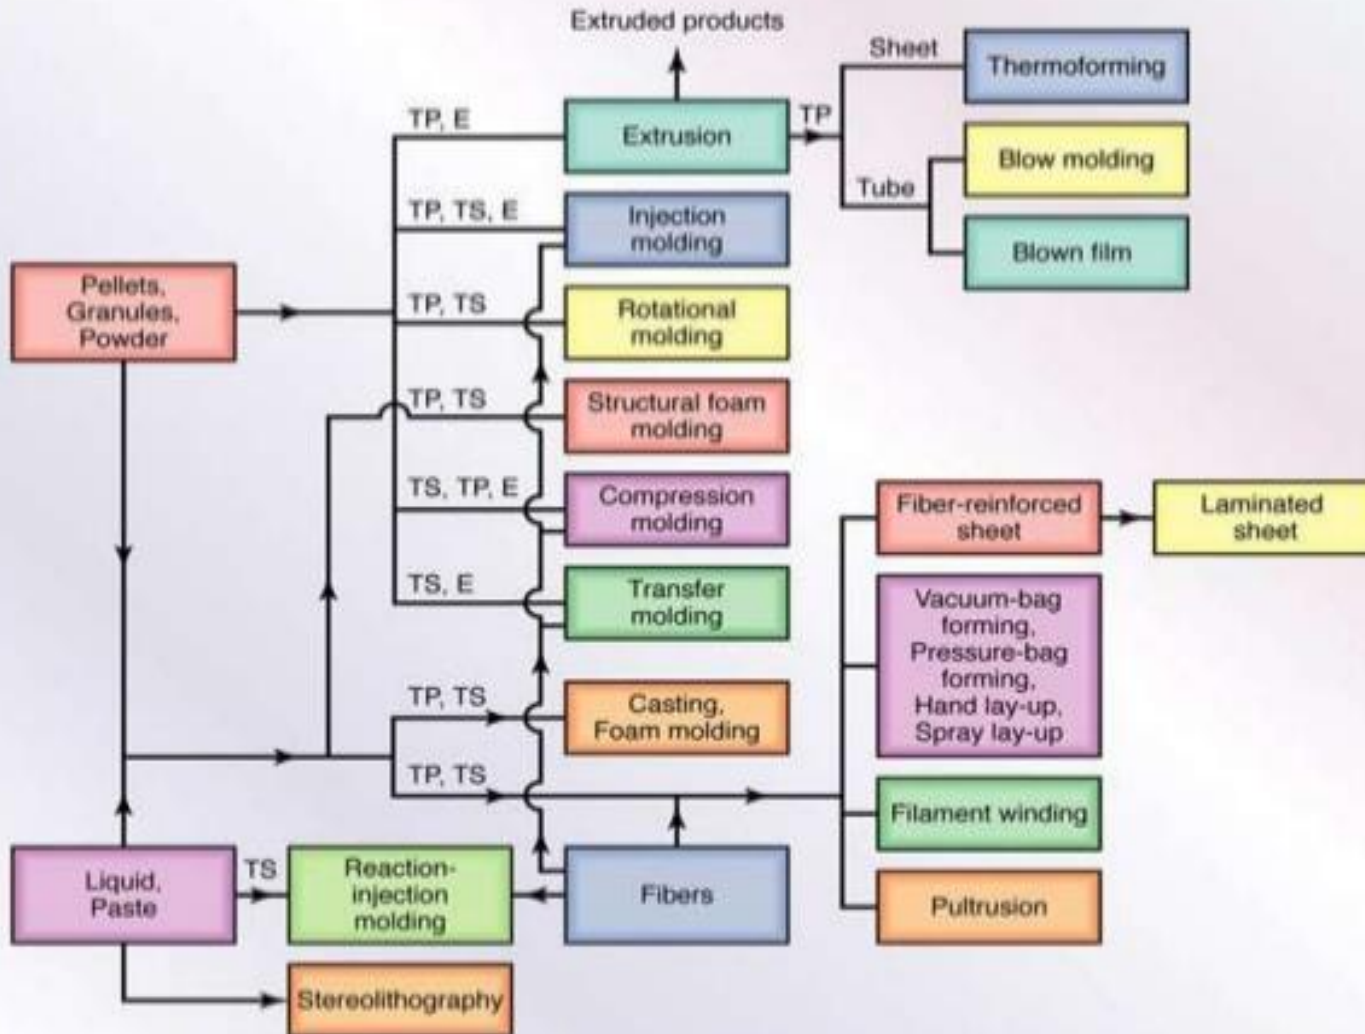 Extruded products
Sheet
Thermoforming
TP, E
Extrusion
TP
Blow molding
Tube
TP, TS, E
Injection
molding
Blown film
Pellets,
Granules,
Powder
TP, TS
Rotational
molding
TP, TS
Structural foam
molding
TS, TP, E
Compression
molding
Fiber-reinforced
sheet
Laminated
sheet
TS, E
Transfer
molding
Vacuum-bag
forming,
Pressure-bag
forming,
Hand lay-up,
Spray lay-up
TP, TS
Casting,
Foam molding
TP, TS
Filament winding
Liquid,
Paste
TS
Reaction-
injection
molding
Fibers
Pultrusion
Stereolithography